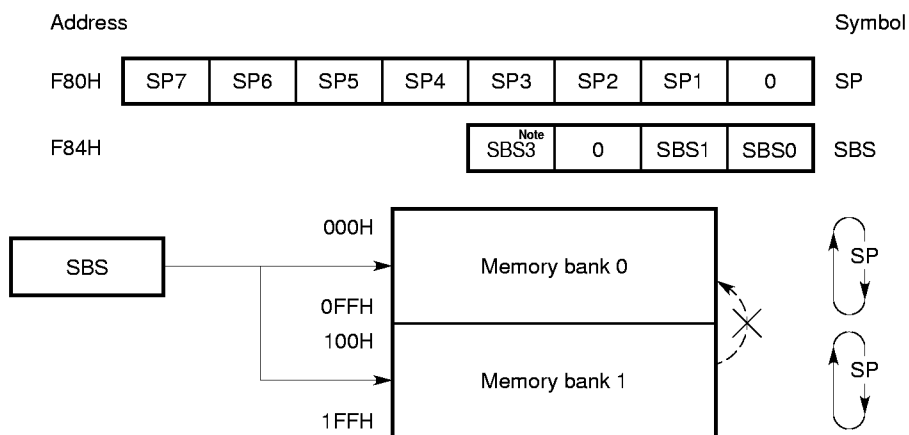 Address Symbol
F80H SP7 SP6 SP5 SP4 SP3 SP2 SP1 0 SP
F84H SBS3 Note 0 SBS1 SBS0 SBS
000H
SBS Memory bank 0 SP
0FFH
100H
Memory bank 1 SP
1FFH